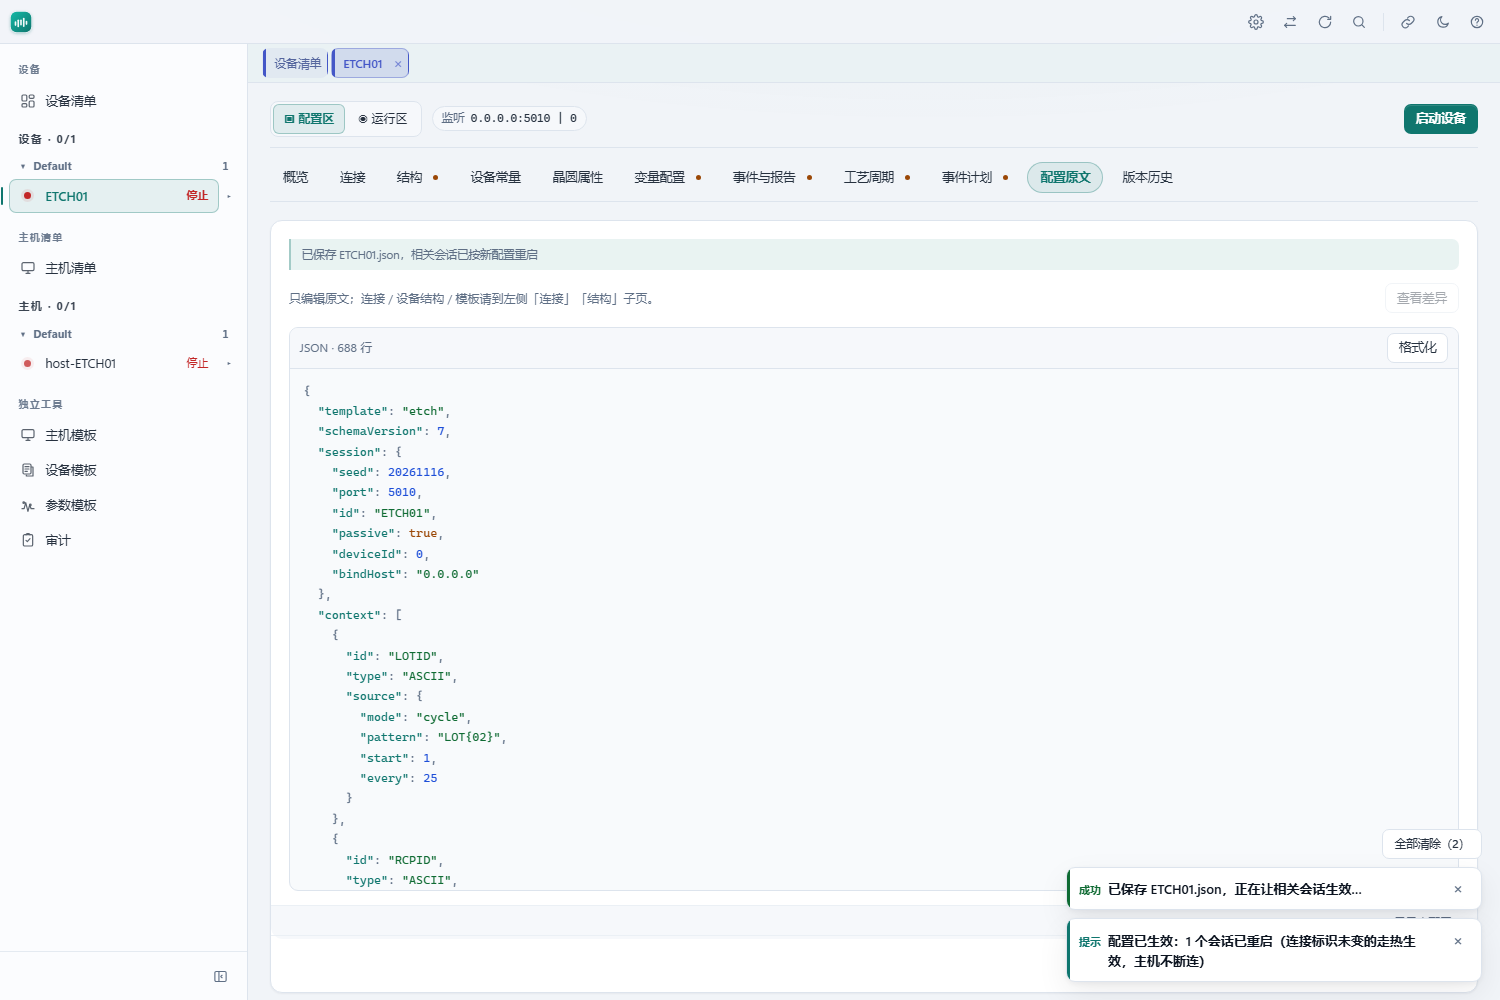 设备
设备清单
设备 · 0/1
Default 1
ETCH01 停止
主机清单
主机清单
主机 · 0/1
Default 1
host-ETCH01 停止
独立工具
主机模板
设备模板
参数模板
审计
设备清单 ETCH01 ×
配置区 运行区 监听 0.0.0.0:5010 | 0 启动设备
概览 连接 结构 设备常量 晶圆属性 变量配置 事件与报告 工艺周期 事件计划 配置原文 版本历史
已保存 ETCH01.json，相关会话已按新配置重启
只编辑原文；连接 / 设备结构 / 模板请到左侧「连接」「结构」子页。 查看差异
JSON · 688 行 格式化
{
"template": "etch",
"schemaVersion": 7,
"session": {
"seed": 20261116,
"port": 5010,
"id": "ETCH01",
"passive": true,
"deviceId": 0,
"bindHost": "0.0.0.0"
},
"context": [
{
"id": "LOTID",
"type": "ASCII",
"source": {
"mode": "cycle",
"pattern": "LOT{02}",
"start": 1,
"every": 25
}
},
{
"id": "RCPID",
"type": "ASCII",
全部清除（2）
成功 已保存 ETCH01.json，正在让相关会话生效... ×
提示 配置已生效：1 个会话已重启（连接标识未变的走热生 ×
效，主机不断连）